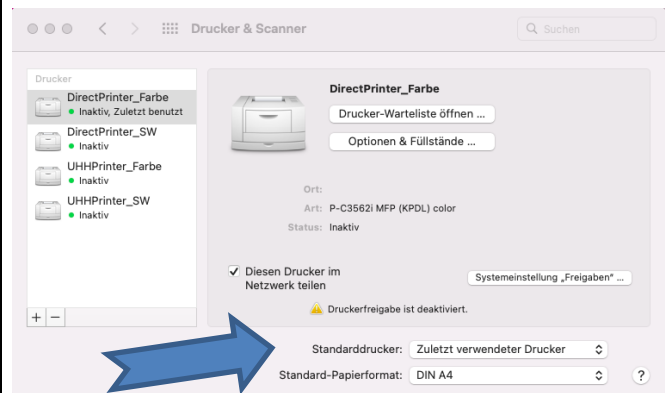 Drucker & Scanner
Suchen
Drucker
DirectPrinter_Farbe
Inaktiv, Zuletzt benutzt
DirectPrinter_SW
Inaktiv
UHHPrinter_Farbe
Inaktiv
UHHPrinter_SW
Inaktiv
+ −
DirectPrinter_Farbe
Drucker-Warteliste öffnen ...
Optionen & Füllstände ...
Ort:
Art: P-C3562i MFP (KPDL) color
Status: Inaktiv
Diesen Drucker im
Netzwerk teilen
Systemeinstellung „Freigaben“ ...
Druckerfreigabe ist deaktiviert.
Standarddrucker: Zuletzt verwendeter Drucker
Standard-Papierformat: DIN A4
?